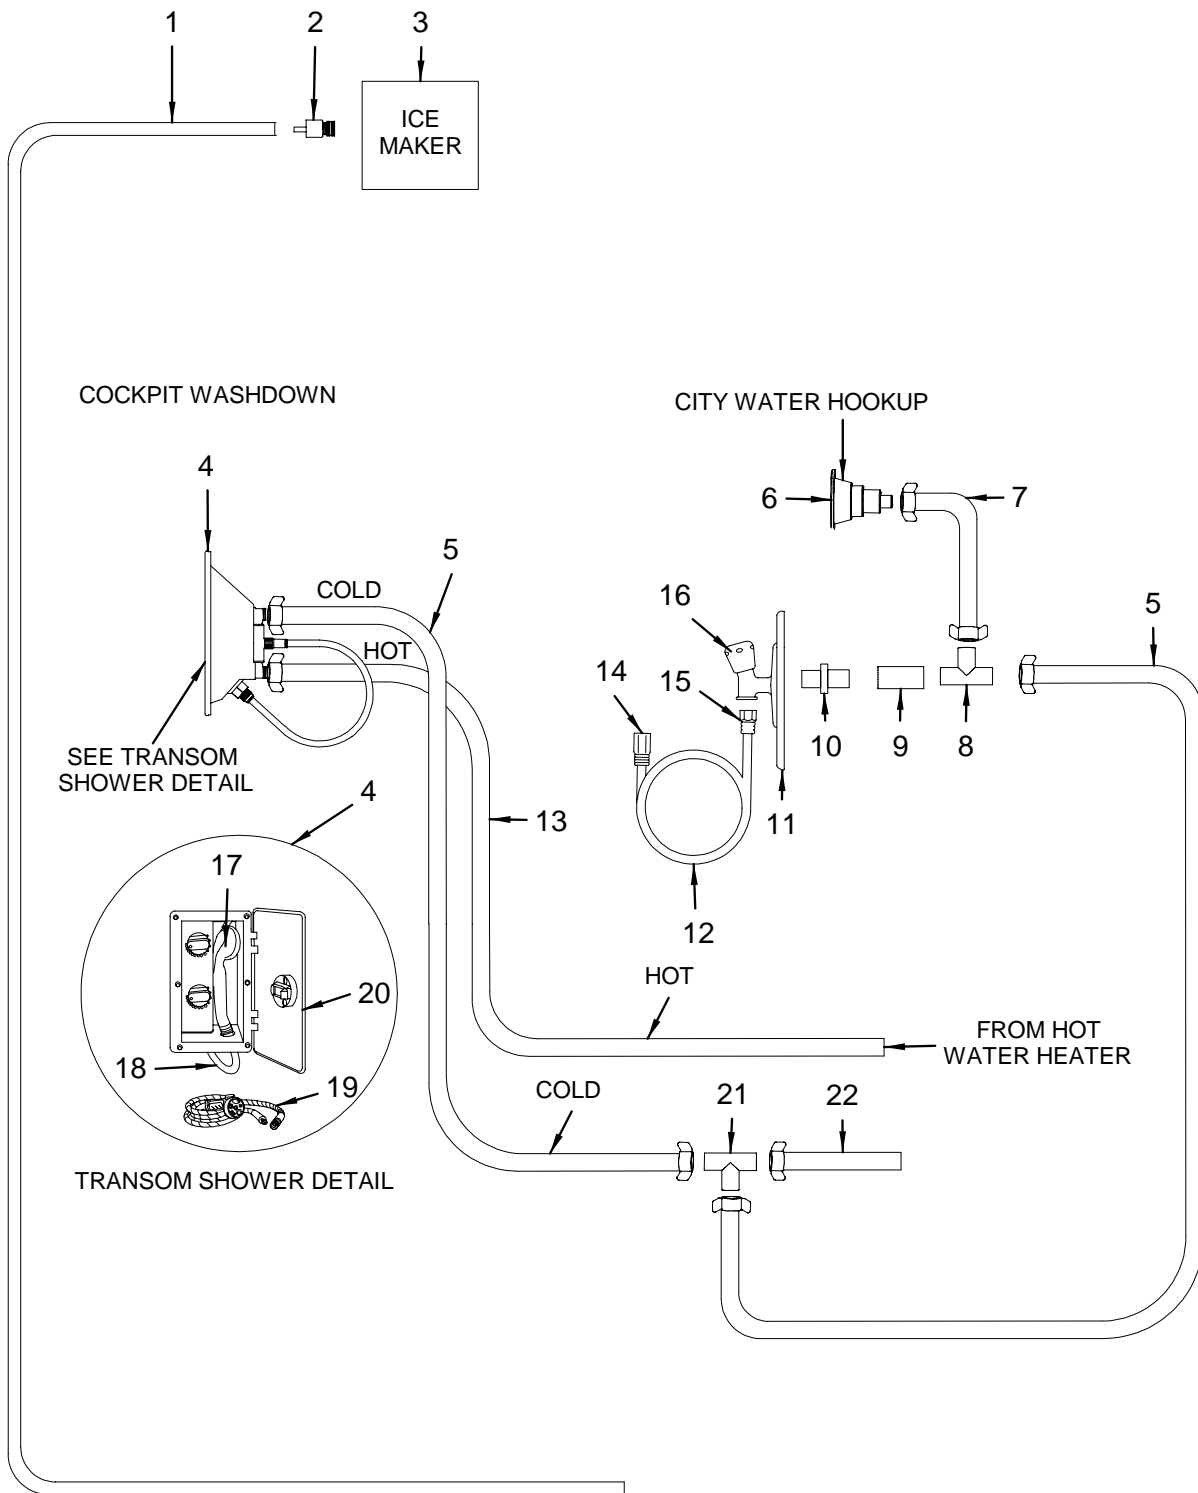 1
2
3
ICE
MAKER
COCKPIT WASHDOWN
CITY WATER HOOKUP
4
6
7
5
COLD
16
5
HOT
14
15
SEE TRANSOM
SHOWER DETAIL
10
9
8
4
13
11
17
12
20
HOT
FROM HOT
WATER HEATER
18
19
COLD
21
22
TRANSOM SHOWER DETAIL